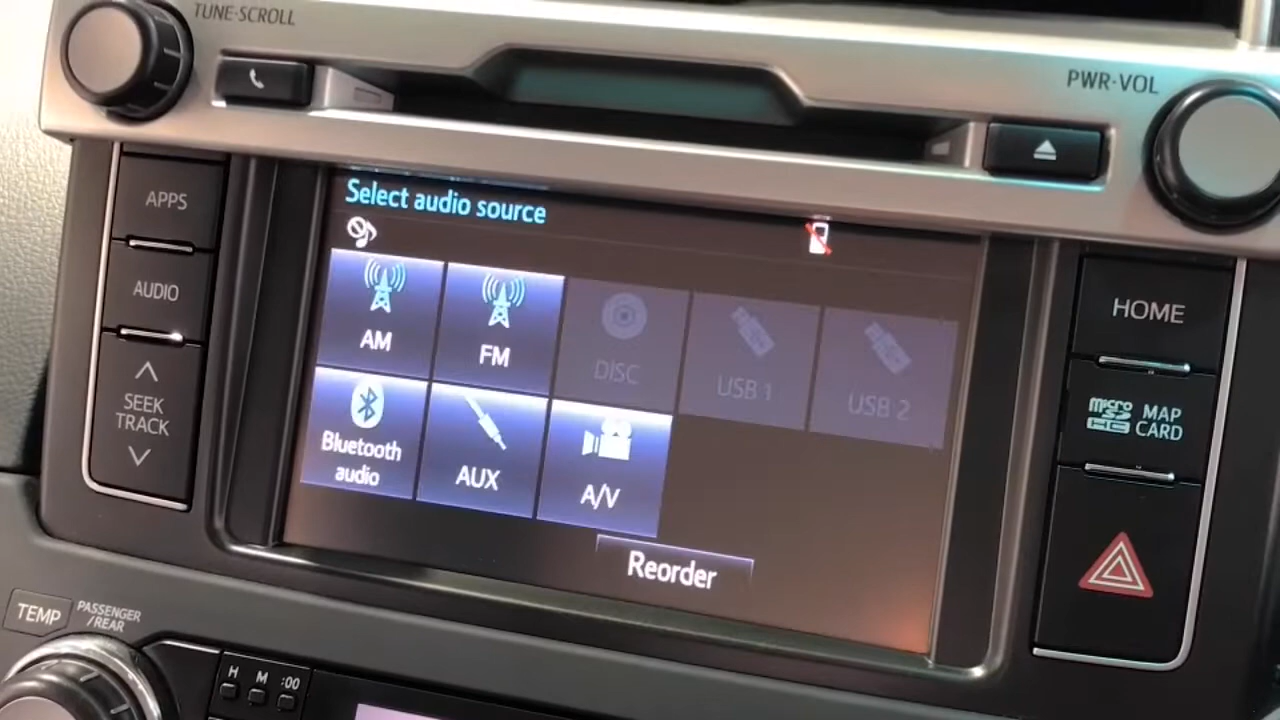 TUNE·SCROLL
PWR·VOL
APPS
AUDIO
SEEK
TRACK
Select audio source
AM
FM
DISC
USB 1
USB 2
Bluetooth
audio
AUX
A/V
Reorder
HOME
micro
SD
HC
MAP
CARD
TEMP
PASSENGER
/REAR
H
M
:00